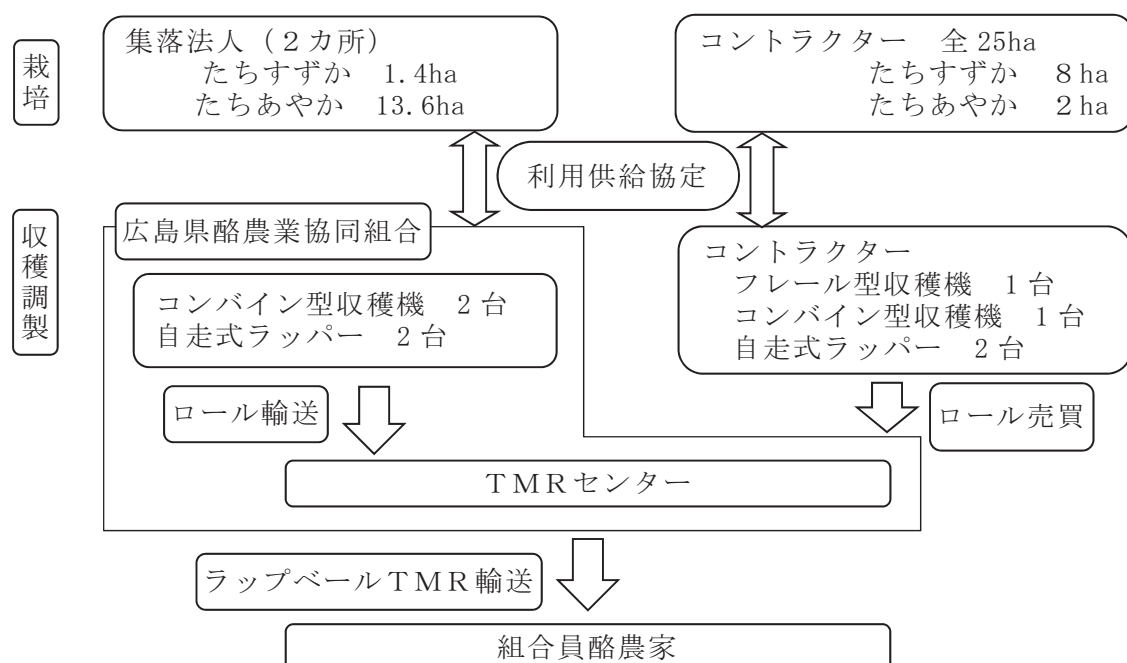 栽培
集落法人（２カ所）
たちすずか　1.4ha
たちあやか　13.6ha
コントラクター　全25ha
たちすずか　８ha
たちあやか　２ha
利用供給協定
収穫調製
広島県酪農業協同組合
コンバイン型収穫機　２台
自走式ラッパー　２台
コントラクター
フレール型収穫機　１台
コンバイン型収穫機　１台
自走式ラッパー　２台
ロール輸送
ロール売買
ＴＭＲセンター
ラップベールＴＭＲ輸送
組合員酪農家